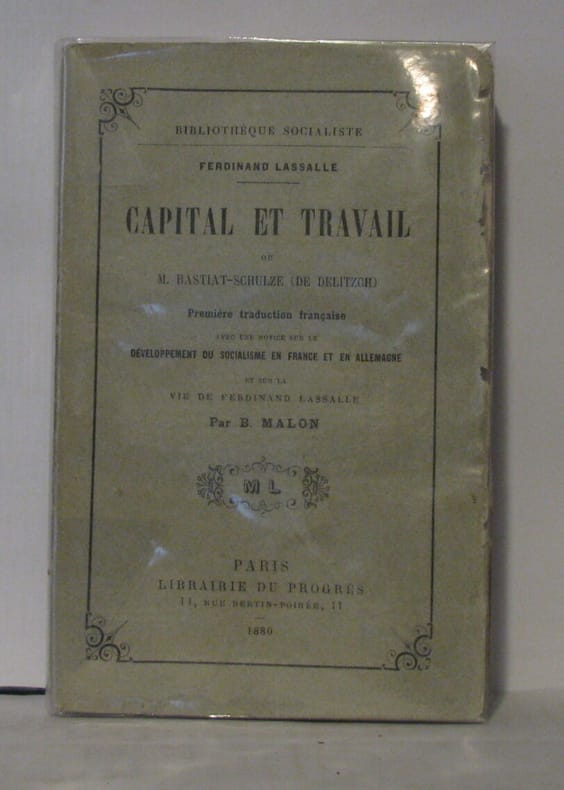 BIBLIOTHÈQUE SOCIALISTE
FERDINAND LASSALLE
CAPITAL ET TRAVAIL
OU
M. BASTIAT-SCHULZE (DE DELITZCH)
Première traduction française
AVEC UNE NOTICE SUR LE
DÉVELOPPEMENT DU SOCIALISME EN FRANCE ET EN ALLEMAGNE
ET SUR LA
VIE DE FERDINAND LASSALLE
Par B. MALON
M L
PARIS
LIBRAIRIE DU PROGRÈS
11, RUE BERTIN-POIRÉE, 11
1880